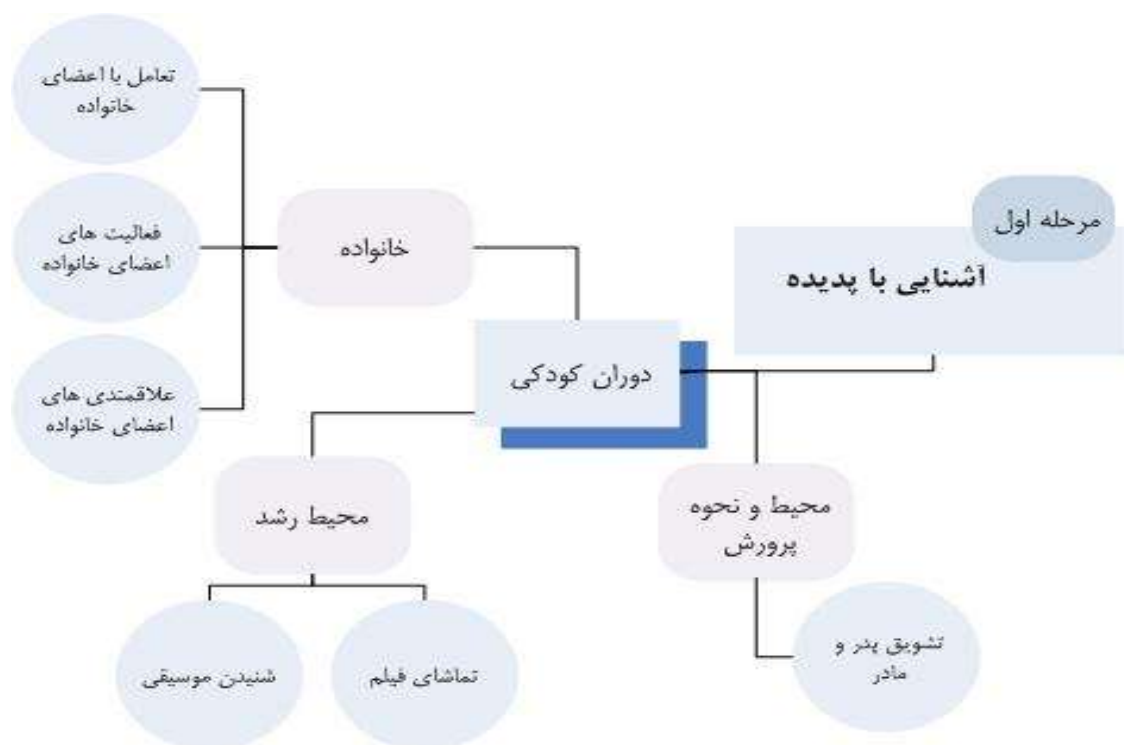 مرحله اول
آشنایی با پدیده
دوران کودکی
خانواده
تعامل با اعضای
خانواده
فعالیت های
اعضای خانواده
علاقمندی های
اعضای خانواده
محیط و نحوه
پرورش
تشویق پدر و
مادر
محیط رشد
تماشای فیلم
شنیدن موسیقی